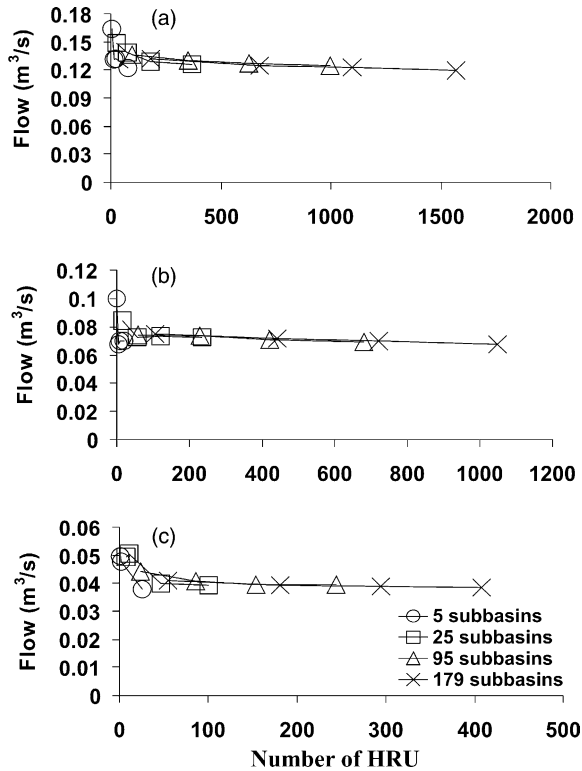 (a)
Flow (m³/s)
0.18
0.15
0.12
0.09
0.06
0.03
0
0 500 1000 1500 2000
(b)
Flow (m³/s)
0.12
0.1
0.08
0.06
0.04
0.02
0
0 200 400 600 800 1000 1200
(c)
Flow (m³/s)
0.06
0.05
0.04
0.03
0.02
0.01
0
5 subbasins
25 subbasins
95 subbasins
179 subbasins
0 100 200 300 400 500
Number of HRU